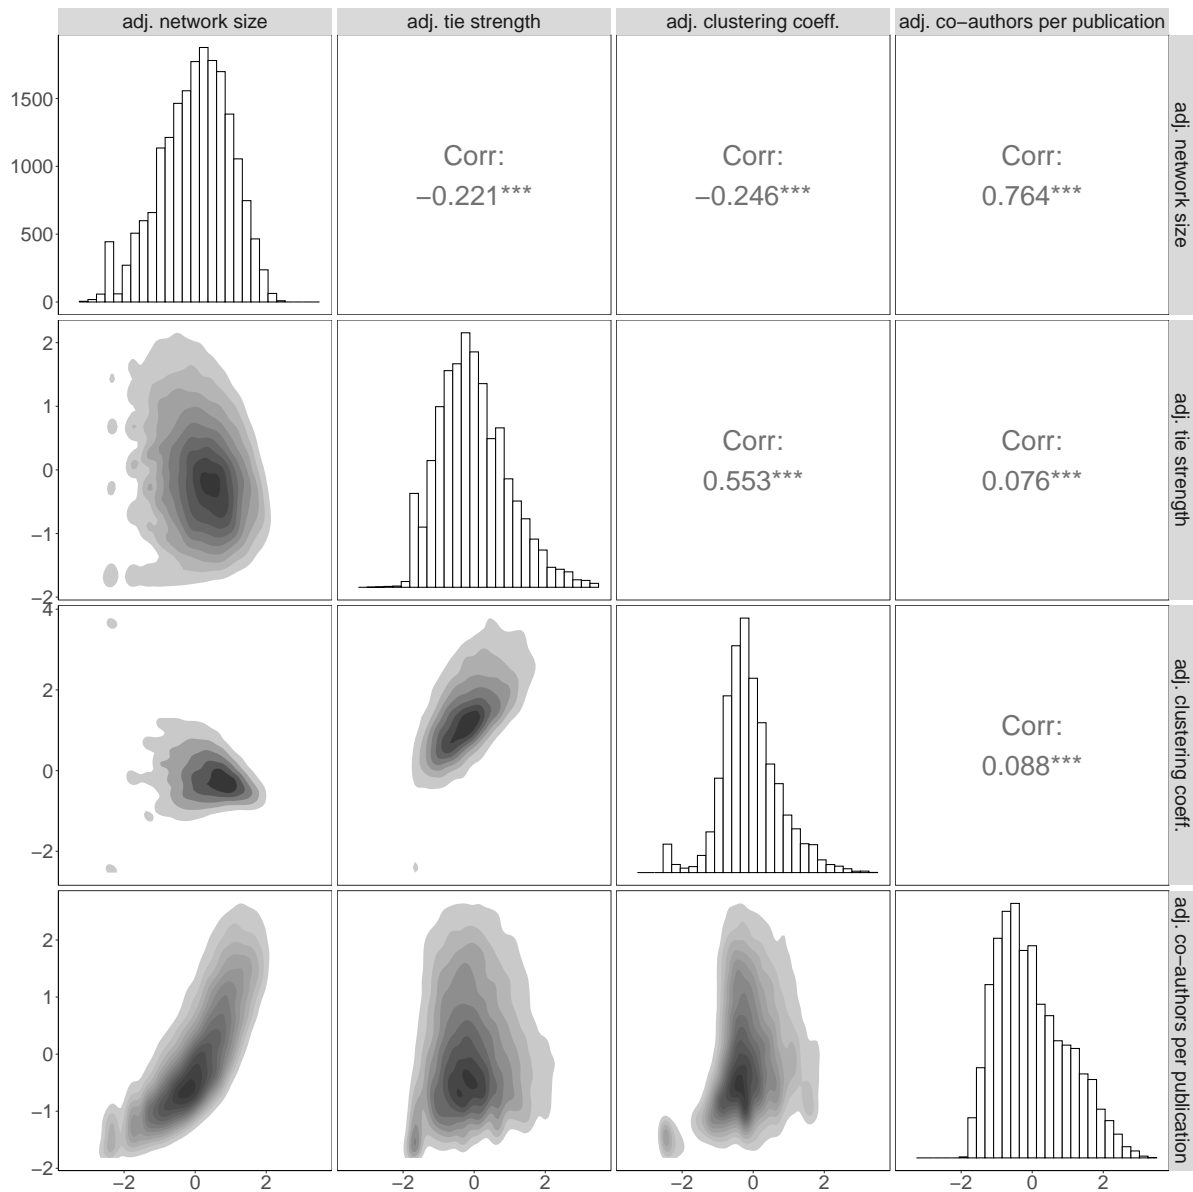 adj. network size
adj. tie strength
adj. clustering coeff.
adj. co−authors per publication
1500
1000
500
0
Corr:
−0.221***
Corr:
−0.246***
Corr:
0.764***
adj. network size
2
1
0
−1
−2
Corr:
0.553***
Corr:
0.076***
adj. tie strength
4
2
0
−2
Corr:
0.088***
adj. clustering coeff.
2
1
0
−1
−2
adj. co−authors per publication
−2 0 2
−2 0 2
−2 0 2
−2 0 2